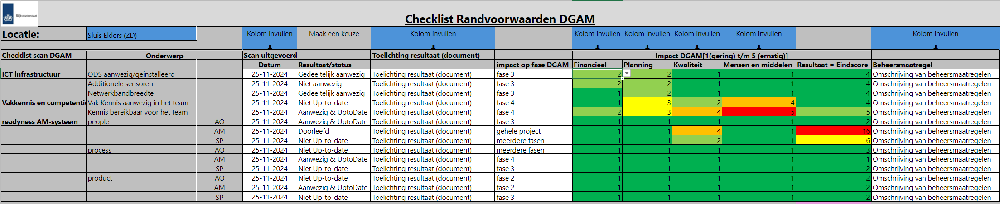 Rijkswaterstaat
Checklist Randvoorwaarden DGAM
Locatie: Sluis Elders (ZD) Kolom invullen Maak een keuze Kolom invullen Kolom invullen Kolom invullen Kolom invullen Kolom invullen Kolom invullen
Checklist scan DGAM Onderwerp Scan uitgevoerd Toelichting resultaat (document) Impact DGAM[1(gering) t/m 5 (ernstig)]
Datum Resultaat/status impact op fase DGAM Financieel Planning Kwaliteit Mensen en middelen Resultaat = Eindscore Beheersmaatregel
ICT infrastructuur ODS aanwezig/geinstalleerd 25-11-2024 Gedeeltelijk aanwezig Toelichting resultaat (document) fase 3 2 2 1 1 4 Omschrijving van beheersmaatregelen
Additionele sensoren 25-11-2024 Niet aanwezig Toelichting resultaat (document) fase 3 2 2 1 1 4 Omschrijving van beheersmaatregelen
Netwerkbandbreedte 25-11-2024 Gedeeltelijk aanwezig Toelichting resultaat (document) fase 3 1 2 1 1 4 Omschrijving van beheersmaatregelen
Vakkennis en competentie Vak Kennis aanwezig in het team 25-11-2024 Niet Up-to-date Toelichting resultaat (document) fase 4 1 3 2 4 4 Omschrijving van beheersmaatregelen
Kennis bereikbaar voor het team 25-11-2024 Aanwezig & UptoDate Toelichting resultaat (document) fase 4 2 3 4 5 5 Omschrijving van beheersmaatregelen
readyness AM-systeem people AO 25-11-2024 Aanwezig & UptoDate Toelichting resultaat (document) fase 3 1 1 1 1 2 Omschrijving van beheersmaatregelen
AM 25-11-2024 Doorleefd Toelichting resultaat (document) gehele project 1 1 4 1 16 Omschrijving van beheersmaatregelen
SP 25-11-2024 Niet Up-to-date Toelichting resultaat (document) meerdere fasen 1 1 2 1 6 Omschrijving van beheersmaatregelen
process AO 25-11-2024 Niet Up-to-date Toelichting resultaat (document) meerdere fasen 1 1 1 1 3 Omschrijving van beheersmaatregelen
AM 25-11-2024 Aanwezig & UptoDate Toelichting resultaat (document) fase 4 1 1 1 1 1 Omschrijving van beheersmaatregelen
SP 25-11-2024 Niet Up-to-date Toelichting resultaat (document) fase 3 1 1 1 1 2 Omschrijving van beheersmaatregelen
product AO 25-11-2024 Niet Up-to-date Toelichting resultaat (document) fase 2 1 1 1 1 2 Omschrijving van beheersmaatregelen
AM 25-11-2024 Aanwezig & UptoDate Toelichting resultaat (document) fase 2 1 1 1 1 2 Omschrijving van beheersmaatregelen
SP 25-11-2024 Niet Up-to-date Toelichting resultaat (document) fase 3 1 1 1 1 2 Omschrijving van beheersmaatregelen